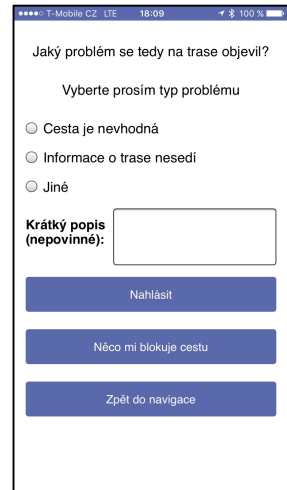 T-Mobile CZ LTE 18:09 100 %
Jaký problém se tedy na trase objevil?
Vyberte prosím typ problému
Cesta je nevhodná
Informace o trase nesedí
Jiné
Krátký popis
(nepovinné):
Nahlásit
Něco mi blokuje cestu
Zpět do navigace